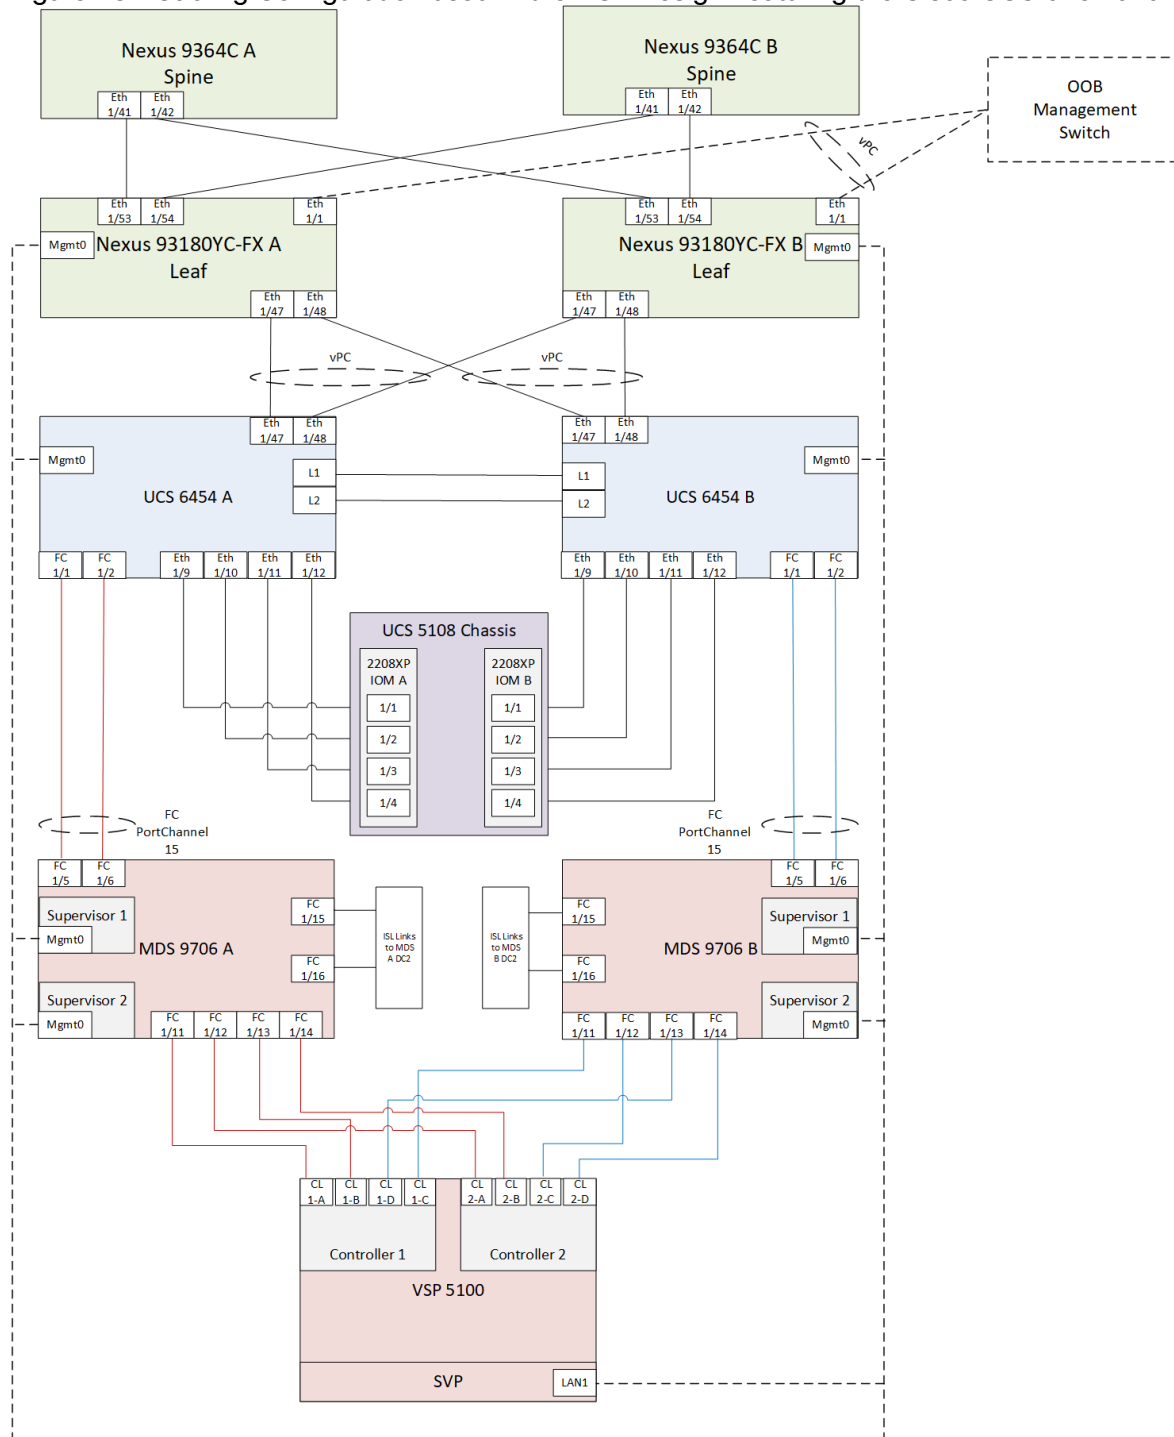 Nexus 9364C A
Spine
Eth
1/41
Eth
1/42
Nexus 9364C B
Spine
Eth
1/41
Eth
1/42
OOB
Management
Switch
vPC
Eth
1/53
Eth
1/54
Eth
1/1
Mgmt0
Nexus 93180YC-FX A
Leaf
Eth
1/47
Eth
1/48
Eth
1/53
Eth
1/54
Eth
1/1
Nexus 93180YC-FX B
Leaf
Mgmt0
Eth
1/47
Eth
1/48
vPC
vPC
Eth
1/47
Eth
1/48
Mgmt0
L1
L2
UCS 6454 A
FC
1/1
FC
1/2
Eth
1/9
Eth
1/10
Eth
1/11
Eth
1/12
Eth
1/47
Eth
1/48
Mgmt0
L1
L2
UCS 6454 B
Eth
1/9
Eth
1/10
Eth
1/11
Eth
1/12
FC
1/1
FC
1/2
UCS 5108 Chassis
2208XP
IOM A
1/1
1/2
1/3
1/4
2208XP
IOM B
1/1
1/2
1/3
1/4
FC
PortChannel
15
FC
PortChannel
15
FC
1/5
FC
1/6
Supervisor 1
Mgmt0
MDS 9706 A
Supervisor 2
Mgmt0
FC
1/15
FC
1/16
FC
1/11
FC
1/12
FC
1/13
FC
1/14
ISL Links
to MDS
A DC2
ISL Links
to MDS
B DC2
FC
1/5
FC
1/6
FC
1/15
FC
1/16
Supervisor 1
Mgmt0
MDS 9706 B
Supervisor 2
Mgmt0
FC
1/11
FC
1/12
FC
1/13
FC
1/14
CL
1-A
CL
1-B
CL
1-D
CL
1-C
CL
2-A
CL
2-B
CL
2-C
CL
2-D
Controller 1
Controller 2
VSP 5100
SVP
LAN1